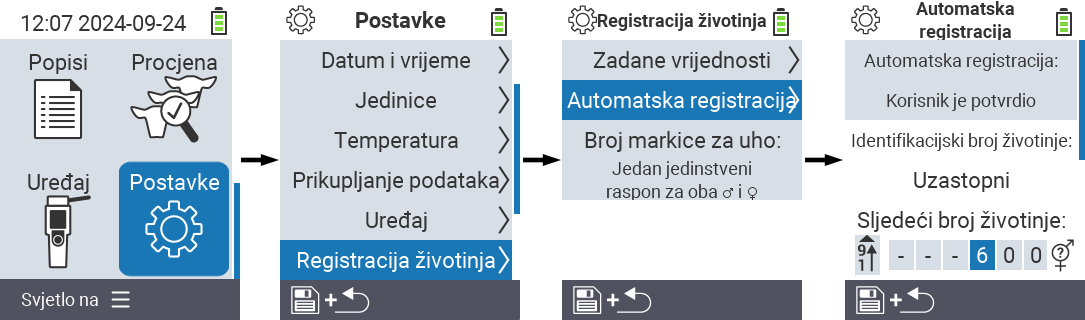 12:07 2024-09-24
Popisi
Procjena
Uređaj
Postavke
Svjetlo na
Postavke
Datum i vrijeme
Jedinice
Temperatura
Prikupljanje podataka
Uređaj
Registracija životinja
+
Registracija životinja
Zadane vrijednosti
Automatska registracija
Broj markice za uho:
Jedan jedinstveni
raspon za oba ♂ i ♀
+
Automatska
registracija
Automatska registracija:
Korisnik je potvrdio
Identifikacijski broj životinje:
Uzastopni
Sljedeći broj životinje:
9
1
- - - 6 0 0
+